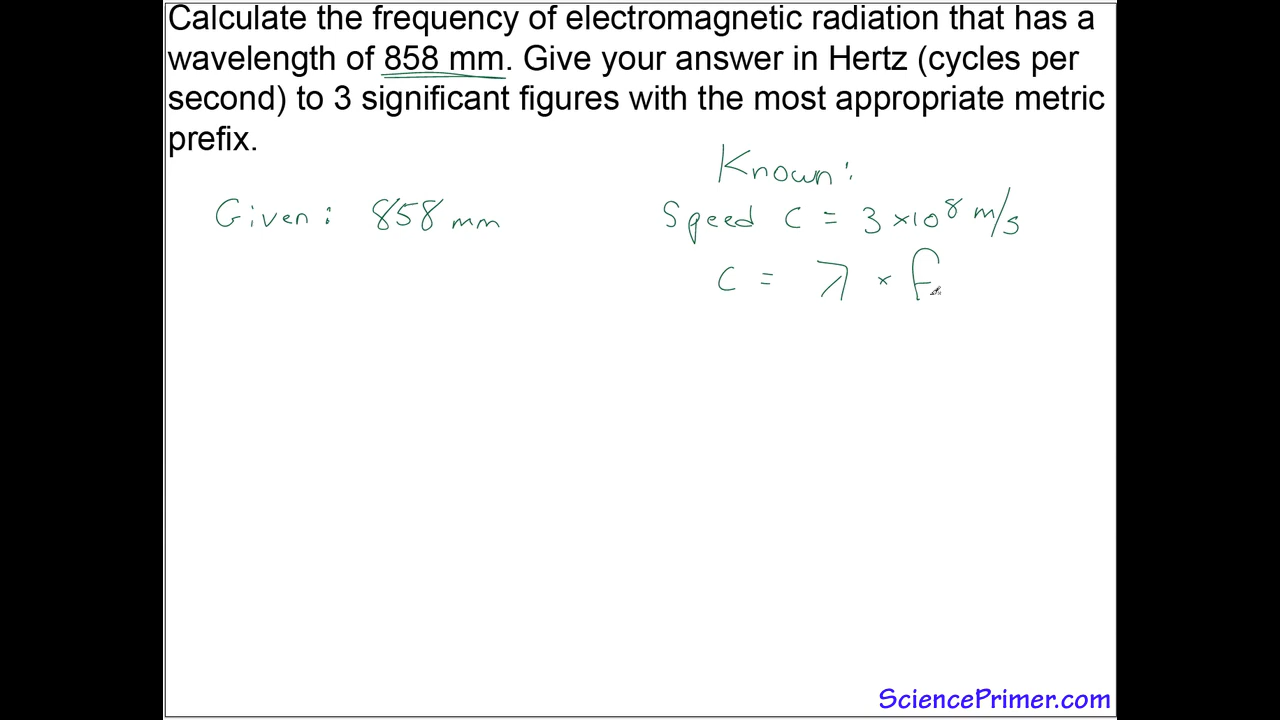 Calculate the frequency of electromagnetic radiation that has a
wavelength of 858 mm. Give your answer in Hertz (cycles per
second) to 3 significant figures with the most appropriate metric
prefix.
Known:
Given: 858 mm
Speed c = 3 ×10⁸ m/s
c = λ × f
SciencePrimer.com